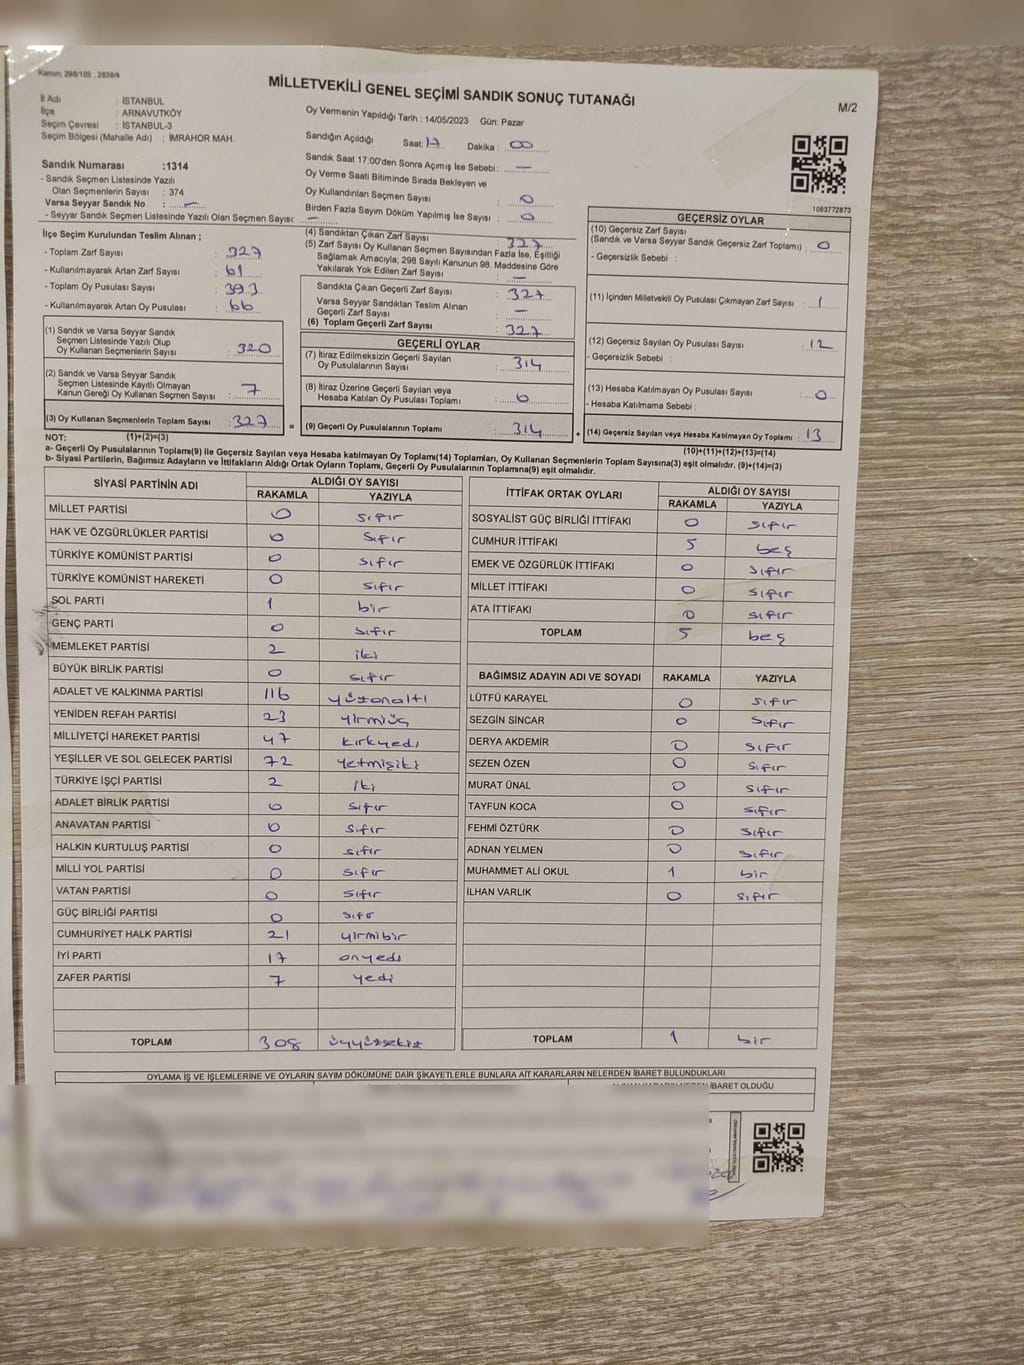 Kanun, 298/105 , 2839/4
MİLLETVEKİLİ GENEL SEÇİMİ SANDIK SONUÇ TUTANAĞI
M/2
İl Adı : İSTANBUL
İlçe : ARNAVUTKÖY
Seçim Çevresi : İSTANBUL-3
Seçim Bölgesi (Mahalle Adı) : İMRAHOR MAH.
Oy Vermenin Yapıldığı Tarih : 14/05/2023 Gün: Pazar
Sandığın Açıldığı Saat: 17 Dakika : 00
Sandık Saat 17:00'den Sonra Açımış İse Sebebi : —
Oy Verme Saati Bitiminde Sırada Bekleyen ve
Oy Kullandırılan Seçmen Sayısı : 0
Birden Fazla Sayım Döküm Yapılmış İse Sayısı : 0
Sandık Numarası :1314
- Sandık Seçmen Listesinde Yazılı
Olan Seçmenlerin Sayısı : 374
Varsa Seyyar Sandık No : —
- Seyyar Sandık Seçmen Listesinde Yazılı Olan Seçmen Sayısı: —
1083772873
İlçe Seçim Kurulundan Teslim Alınan ;
- Toplam Zarf Sayısı : 327
- Kullanılmayarak Artan Zarf Sayısı : 61
- Toplam Oy Pusulası Sayısı : 393
- Kullanılmayarak Artan Oy Pusulası : 66
(1) Sandık ve Varsa Seyyar Sandık
Seçmen Listesinde Yazılı Olup
Oy Kullanan Seçmenlerin Sayısı : 320
(2) Sandık ve Varsa Seyyar Sandık
Seçmen Listesinde Kayıtlı Olmayan
Kanun Gereği Oy Kullanan Seçmen Sayısı : 7
(3) Oy Kullanan Seçmenlerin Toplam Sayısı : 327
(4) Sandıktan Çıkan Zarf Sayısı : 327
(5) Zarf Sayısı Oy Kullanan Seçmen Sayısından Fazla İse, Eşitliği
Sağlamak Amacıyla, 298 Sayılı Kanunun 98. Maddesine Göre
Yakılarak Yok Edilen Zarf Sayısı : —
Sandıkta Çıkan Geçerli Zarf Sayısı : 327
Varsa Seyyar Sandıktan Teslim Alınan
Geçerli Zarf Sayısı : —
(6) Toplam Geçerli Zarf Sayısı : 327
GEÇERLİ OYLAR
(7) İtiraz Edilmeksizin Geçerli Sayılan
Oy Pusulalarının Sayısı : 314
(8) İtiraz Üzerine Geçerli Sayılan veya
Hesaba Katılan Oy Pusulası Toplamı : 0
(9) Geçerli Oy Pusulalarının Toplamı : 314
GEÇERSİZ OYLAR
(10) Geçersiz Zarf Sayısı
(Sandık ve Varsa Seyyar Sandık Geçersiz Zarf Toplamı) : 0
- Geçersizlik Sebebi :
(11) İçinden Milletvekili Oy Pusulası Çıkmayan Zarf Sayısı : 1
(12) Geçersiz Sayılan Oy Pusulası Sayısı : 12
- Geçersizlik Sebebi :
(13) Hesaba Katılmayan Oy Pusulası Sayısı : 0
- Hesaba Katılmama Sebebi :
(14) Geçersiz Sayılan veya Hesaba Katılmayan Oy Toplamı : 13
NOT: (1)+(2)=(3)
(10)+(11)+(12)+(13)=(14)
a- Geçerli Oy Pusulalarının Toplamı(9) ile Geçersiz Sayılan veya Hesaba katılmayan Oy Toplamı(14) Toplamları, Oy Kullanan Seçmenlerin Toplam Sayısına(3) eşit olmalıdır. (9)+(14)=(3)
b- Siyasi Partilerin, Bağımsız Adayların ve İttifakların Aldığı Ortak Oyların Toplamı, Geçerli Oy Pusulalarının Toplamına(9) eşit olmalıdır.
SİYASİ PARTİNİN ADI ALDIĞI OY SAYISI
RAKAMLA YAZIYLA
MİLLET PARTİSİ 0 sıfır
HAK VE ÖZGÜRLÜKLER PARTİSİ 0 sıfır
TÜRKİYE KOMÜNİST PARTİSİ 0 sıfır
TÜRKİYE KOMÜNİST HAREKETİ 0 sıfır
SOL PARTİ 1 bir
GENÇ PARTİ 0 sıfır
MEMLEKET PARTİSİ 2 iki
BÜYÜK BİRLİK PARTİSİ 0 sıfır
ADALET VE KALKINMA PARTİSİ 116 yüzonaltı
YENİDEN REFAH PARTİSİ 23 yirmiüç
MİLLİYETÇİ HAREKET PARTİSİ 47 kırkyedi
YEŞİLLER VE SOL GELECEK PARTİSİ 72 yetmişiki
TÜRKİYE İŞÇİ PARTİSİ 2 iki
ADALET BİRLİK PARTİSİ 0 sıfır
ANAVATAN PARTİSİ 0 sıfır
HALKIN KURTULUŞ PARTİSİ 0 sıfır
MİLLİ YOL PARTİSİ 0 sıfır
VATAN PARTİSİ 0 sıfır
GÜÇ BİRLİĞİ PARTİSİ 0 sıfır
CUMHURİYET HALK PARTİSİ 21 yirmibir
İYİ PARTİ 17 onyedi
ZAFER PARTİSİ 7 yedi
TOPLAM 308 üçyüzsekiz
İTTİFAK ORTAK OYLARI ALDIĞI OY SAYISI
RAKAMLA YAZIYLA
SOSYALİST GÜÇ BİRLİĞİ İTTİFAKI 0 sıfır
CUMHUR İTTİFAKI 5 beş
EMEK VE ÖZGÜRLÜK İTTİFAKI 0 sıfır
MİLLET İTTİFAKI 0 sıfır
ATA İTTİFAKI 0 sıfır
TOPLAM 5 beş
BAĞIMSIZ ADAYIN ADI VE SOYADI RAKAMLA YAZIYLA
LÜTFÜ KARAYEL 0 sıfır
SEZGİN SİNCAR 0 sıfır
DERYA AKDEMİR 0 sıfır
SEZEN ÖZEN 0 sıfır
MURAT ÜNAL 0 sıfır
TAYFUN KOCA 0 sıfır
FEHMİ ÖZTÜRK 0 sıfır
ADNAN YELMEN 0 sıfır
MUHAMMET ALİ OKUL 1 bir
İLHAN VARLIK 0 sıfır
TOPLAM 1 bir
OYLAMA İŞ VE İŞLEMLERİNE VE OYLARIN SAYIM DÖKÜMÜNE DAİR ŞİKAYETLERLE BUNLARA AİT KARARLARIN NELERDEN İBARET BULUNDUKLARI
İBARET OLDUĞU